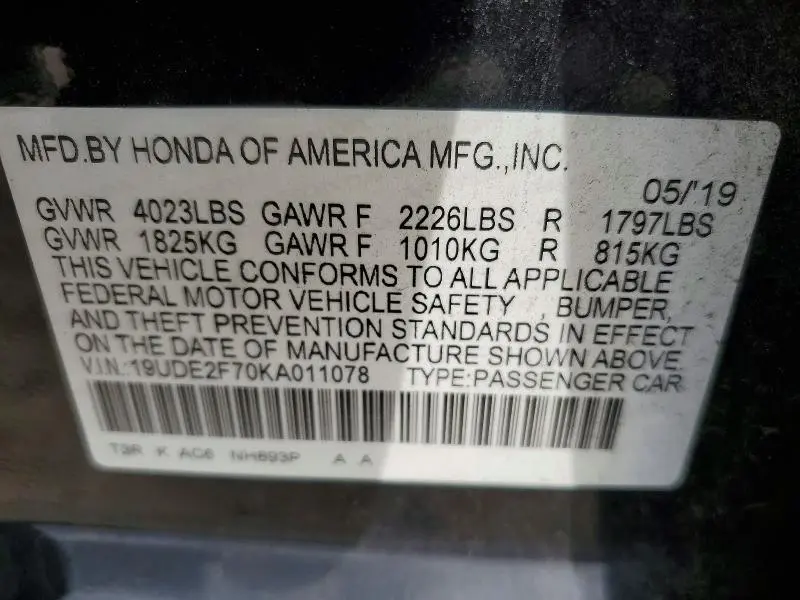 MFD.BY HONDA OF AMERICA MFG.,INC.
05/'19
GVWR 4023LBS GAWR F 2226LBS R 1797LBS
GVWR 1825KG GAWR F 1010KG R 815KG
THIS VEHICLE CONFORMS TO ALL APPLICABLE
FEDERAL MOTOR VEHICLE SAFETY , BUMPER,
AND THEFT PREVENTION STANDARDS IN EFFECT
ON THE DATE OF MANUFACTURE SHOWN ABOVE.
V.I.N.:19UDE2F70KA011078 TYPE:PASSENGER CAR
T3R K AC6 NH893P A A